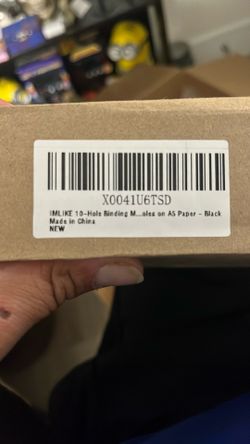 X0041U6TSD
IMLIKE 10-Hole Binding M...oles on A5 Paper - Black
Made in China
NEW